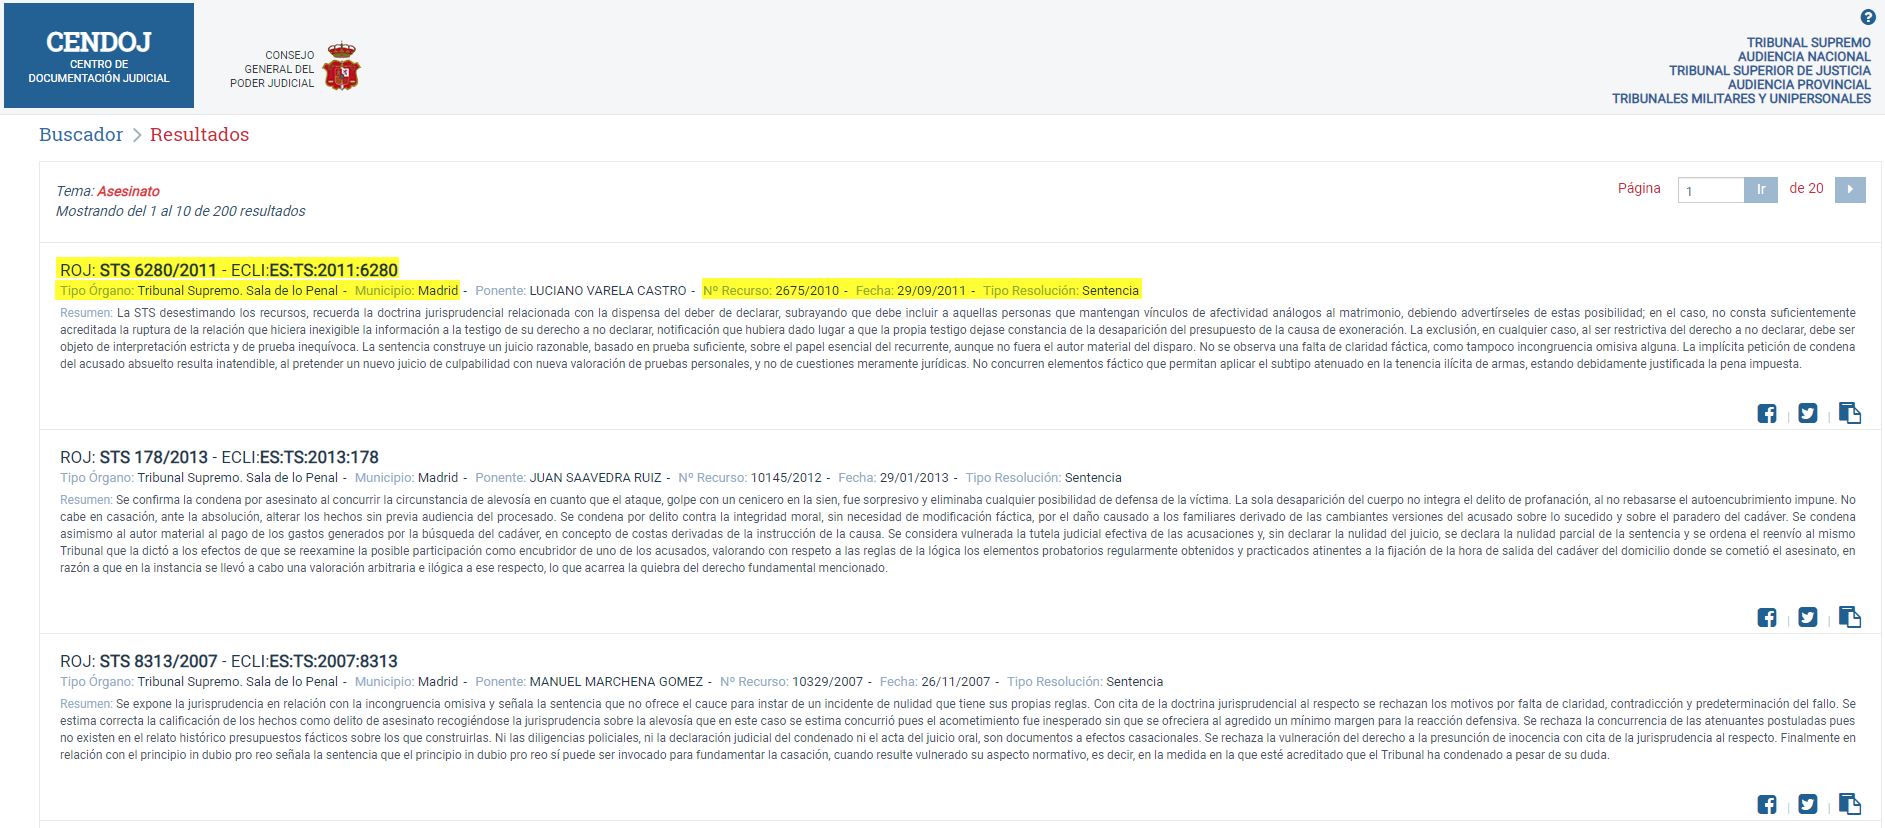 CENDOJ
CENTRO DE
DOCUMENTACIÓN JUDICIAL
CONSEJO
GENERAL DEL
PODER JUDICIAL
TRIBUNAL SUPREMO
AUDIENCIA NACIONAL
TRIBUNAL SUPERIOR DE JUSTICIA
AUDIENCIA PROVINCIAL
TRIBUNALES MILITARES Y UNIPERSONALES
Buscador > Resultados
Tema: Asesinato
Mostrando del 1 al 10 de 200 resultados
Página 1 Ir de 20
ROJ: STS 6280/2011 - ECLI:ES:TS:2011:6280
Tipo Órgano: Tribunal Supremo. Sala de lo Penal - Municipio: Madrid - Ponente: LUCIANO VARELA CASTRO - Nº Recurso: 2675/2010 - Fecha: 29/09/2011 - Tipo Resolución: Sentencia
Resumen: La STS desestimando los recursos, recuerda la doctrina jurisprudencial relacionada con la dispensa del deber de declarar, subrayando que debe incluir a aquellas personas que mantengan vínculos de afectividad análogos al matrimonio, debiendo advertírseles de estas posibilidad; en el caso, no consta suficientemente
acreditada la ruptura de la relación que hiciera inexigible la información a la testigo de su derecho a no declarar, notificación que hubiera dado lugar a que la propia testigo dejase constancia de la desaparición del presupuesto de la causa de exoneración. La exclusión, en cualquier caso, al ser restrictiva del derecho a no declarar, debe ser
objeto de interpretación estricta y de prueba inequívoca. La sentencia construye un juicio razonable, basado en prueba suficiente, sobre el papel esencial del recurrente, aunque no fuera el autor material del disparo. No se observa una falta de claridad fáctica, como tampoco incongruencia omisiva alguna. La implícita petición de condena
del acusado absuelto resulta inatendible, al pretender un nuevo juicio de culpabilidad con nueva valoración de pruebas personales, y no de cuestiones meramente jurídicas. No concurren elementos fáctico que permitan aplicar el subtipo atenuado en la tenencia ilícita de armas, estando debidamente justificada la pena impuesta.
ROJ: STS 178/2013 - ECLI:ES:TS:2013:178
Tipo Órgano: Tribunal Supremo. Sala de lo Penal - Municipio: Madrid - Ponente: JUAN SAAVEDRA RUIZ - Nº Recurso: 10145/2012 - Fecha: 29/01/2013 - Tipo Resolución: Sentencia
Resumen: Se confirma la condena por asesinato al concurrir la circunstancia de alevosía en cuanto que el ataque, golpe con un cenicero en la sien, fue sorpresivo y eliminaba cualquier posibilidad de defensa de la víctima. La sola desaparición del cuerpo no integra el delito de profanación, al no rebasarse el autoencubrimiento impune. No
cabe en casación, ante la absolución, alterar los hechos sin previa audiencia del procesado. Se condena por delito contra la integridad moral, sin necesidad de modificación fáctica, por el daño causado a los familiares derivado de las cambiantes versiones del acusado sobre lo sucedido y sobre el paradero del cadáver. Se condena
asimismo al autor material al pago de los gastos generados por la búsqueda del cadáver, en concepto de costas derivadas de la instrucción de la causa. Se considera vulnerada la tutela judicial efectiva de las acusaciones y, sin declarar la nulidad del juicio, se declara la nulidad parcial de la sentencia y se ordena el reenvío al mismo
Tribunal que la dictó a los efectos de que se reexamine la posible participación como encubridor de uno de los acusados, valorando con respeto a las reglas de la lógica los elementos probatorios regularmente obtenidos y practicados atinentes a la fijación de la hora de salida del cadáver del domicilio donde se cometió el asesinato, en
razón a que en la instancia se llevó a cabo una valoración arbitraria e ilógica a ese respecto, lo que acarrea la quiebra del derecho fundamental mencionado.
ROJ: STS 8313/2007 - ECLI:ES:TS:2007:8313
Tipo Órgano: Tribunal Supremo. Sala de lo Penal - Municipio: Madrid - Ponente: MANUEL MARCHENA GOMEZ - Nº Recurso: 10329/2007 - Fecha: 26/11/2007 - Tipo Resolución: Sentencia
Resumen: Se expone la jurisprudencia en relación con la incongruencia omisiva y señala la sentencia que no ofrece el cauce para instar de un incidente de nulidad que tiene sus propias reglas. Con cita de la doctrina jurisprudencial al respecto se rechazan los motivos por falta de claridad, contradicción y predeterminación del fallo. Se
estima correcta la calificación de los hechos como delito de asesinato recogiéndose la jurisprudencia sobre la alevosía que en este caso se estima concurrió pues el acometimiento fue inesperado sin que se ofreciera al agredido un mínimo margen para la reacción defensiva. Se rechaza la concurrencia de las atenuantes postuladas pues
no existen en el relato histórico presupuestos fácticos sobre los que construirlas. Ni las diligencias policiales, ni la declaración judicial del condenado ni el acta del juicio oral, son documentos a efectos casacionales. Se rechaza la vulneración del derecho a la presunción de inocencia con cita de la jurisprudencia al respecto. Finalmente en
relación con el principio in dubio pro reo señala la sentencia que el principio in dubio pro reo sí puede ser invocado para fundamentar la casación, cuando resulte vulnerado su aspecto normativo, es decir, en la medida en la que esté acreditado que el Tribunal ha condenado a pesar de su duda.